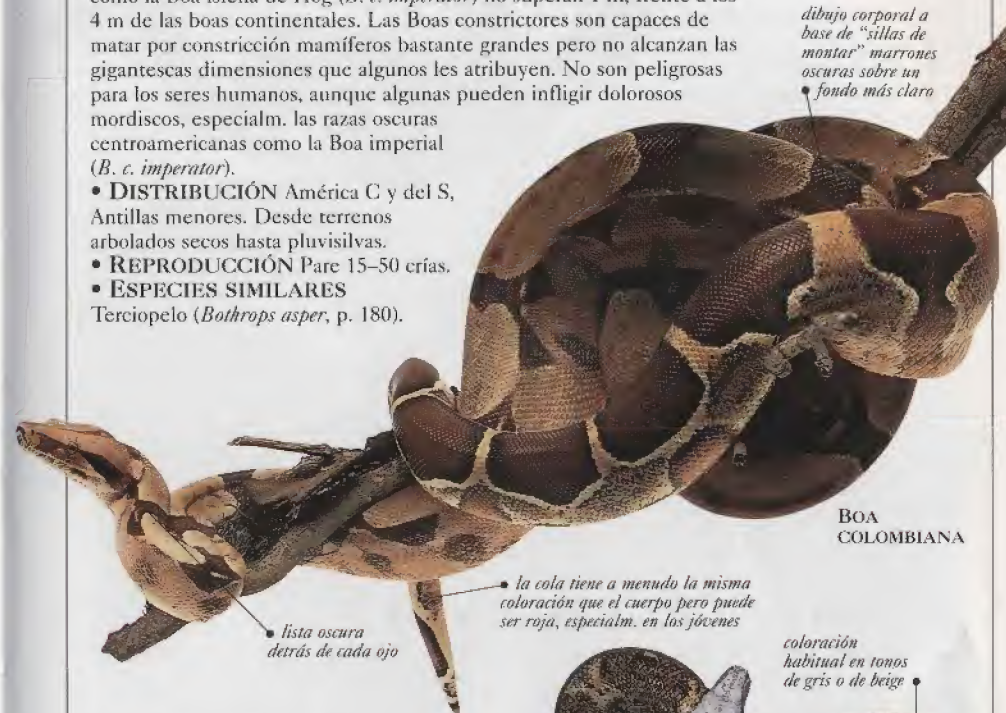 4 m de las boas continentales. Las Boas constrictores son capaces de
matar por constricción mamíferos bastante grandes pero no alcanzan las
gigantescas dimensiones que algunos les atribuyen. No son peligrosas
para los seres humanos, aunque algunas pueden infligir dolorosos
mordiscos, especialm. las razas oscuras
centroamericanas como la Boa imperial
(B. c. imperator).
• DISTRIBUCIÓN América C y del S,
Antillas menores. Desde terrenos
arbolados secos hasta pluvisilvas.
• REPRODUCCIÓN Pare 15–50 crías.
• ESPECIES SIMILARES
Terciopelo (Bothrops asper, p. 180).
dibujo corporal a
base de “sillas de
montar” marrones
oscuras sobre un
fondo más claro
BOA
COLOMBIANA
la cola tiene a menudo la misma
coloración que el cuerpo pero puede
ser roja, especialm. en los jóvenes
lista oscura
detrás de cada ojo
coloración
habitual en tonos
de gris o de beige